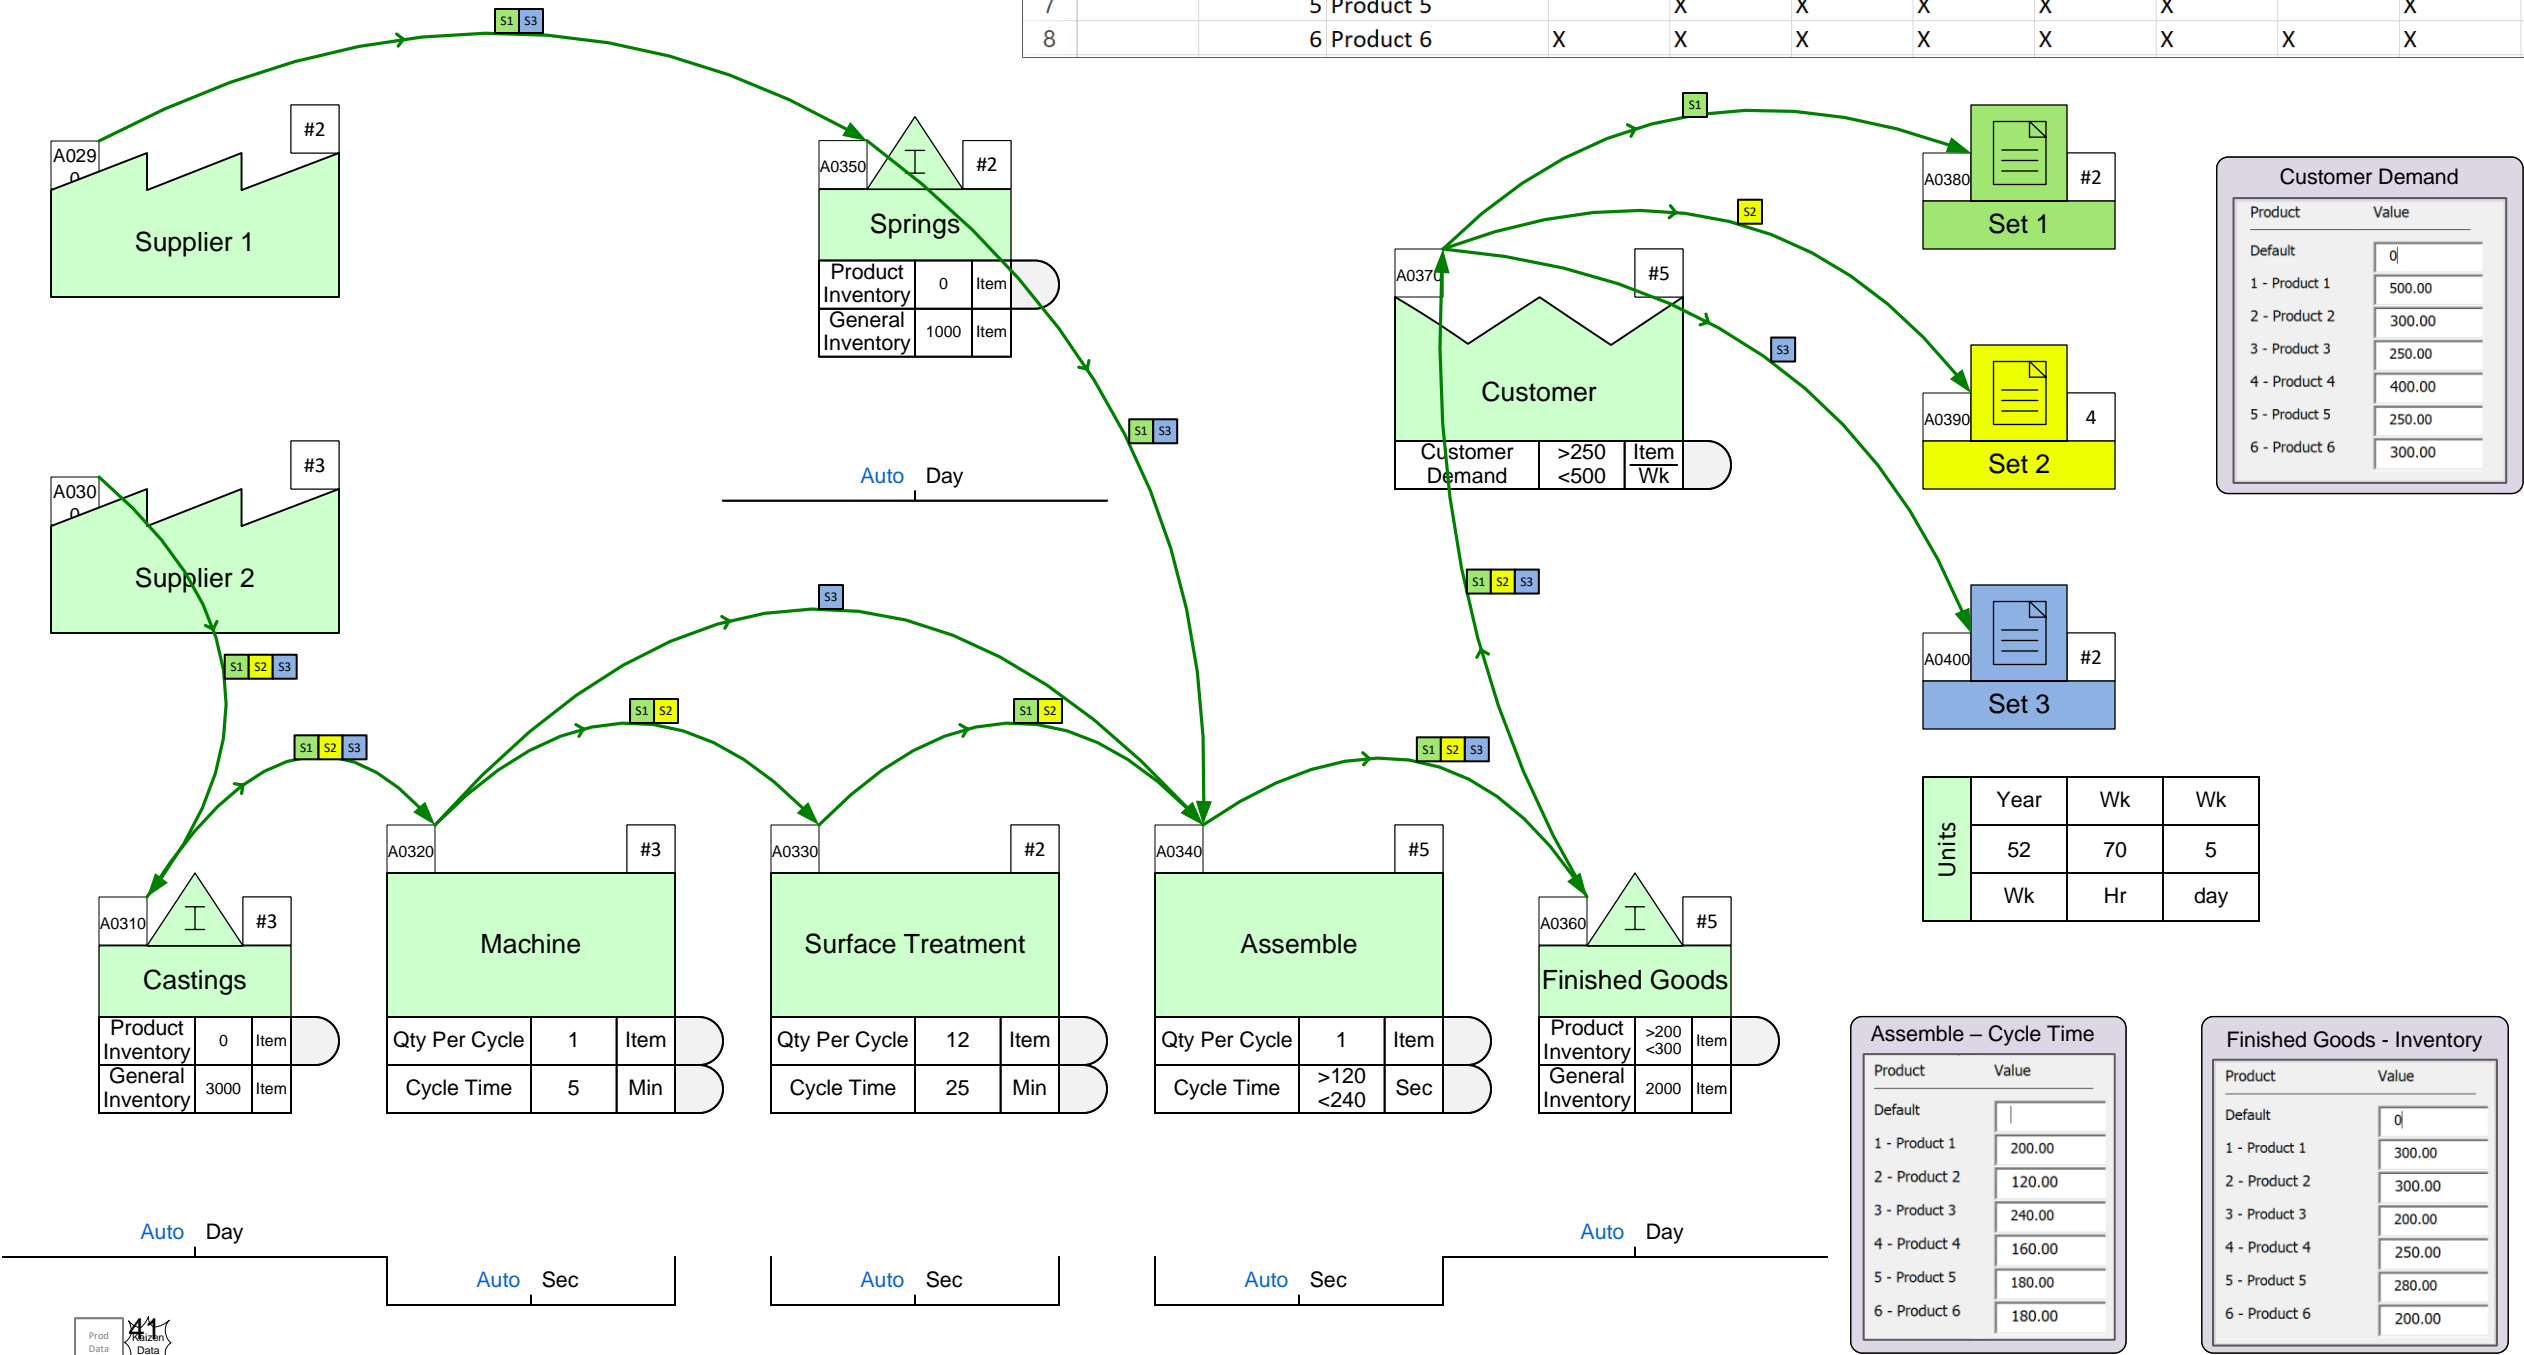 7 5 Product 5 X X X X X X
8 6 Product 6 X X X X X X X X
S1 S3
#2
A029
0
Supplier 1
A0350
#2
Springs
Product Inventory 0 Item
General Inventory 1000 Item
Auto Day
S1 S3
#3
A030
0
Supplier 2
S1 S2 S3
S1 S2 S3
S3
S1 S2
S1 S2
S1 S2 S3
S1 S2 S3
A0370
#5
Customer
Customer Demand >250 <500 Item Wk
S1
S2
S3
A0380
#2
Set 1
A0390
4
Set 2
A0400
#2
Set 3
Customer Demand
Product Value
Default 0
1 - Product 1 500.00
2 - Product 2 300.00
3 - Product 3 250.00
4 - Product 4 400.00
5 - Product 5 250.00
6 - Product 6 300.00
Units
Year Wk Wk
52 70 5
Wk Hr day
A0310
#3
Castings
Product Inventory 0 Item
General Inventory 3000 Item
A0320
#3
Machine
Qty Per Cycle 1 Item
Cycle Time 5 Min
A0330
#2
Surface Treatment
Qty Per Cycle 12 Item
Cycle Time 25 Min
A0340
#5
Assemble
Qty Per Cycle 1 Item
Cycle Time >120 <240 Sec
A0360
#5
Finished Goods
Product Inventory >200 <300 Item
General Inventory 2000 Item
Auto Day
Auto Sec
Auto Sec
Auto Sec
Auto Day
Assemble – Cycle Time
Product Value
Default
1 - Product 1 200.00
2 - Product 2 120.00
3 - Product 3 240.00
4 - Product 4 160.00
5 - Product 5 180.00
6 - Product 6 180.00
Finished Goods - Inventory
Product Value
Default 0
1 - Product 1 300.00
2 - Product 2 300.00
3 - Product 3 200.00
4 - Product 4 250.00
5 - Product 5 280.00
6 - Product 6 200.00
Prod
Data
41
Kaizen
Data